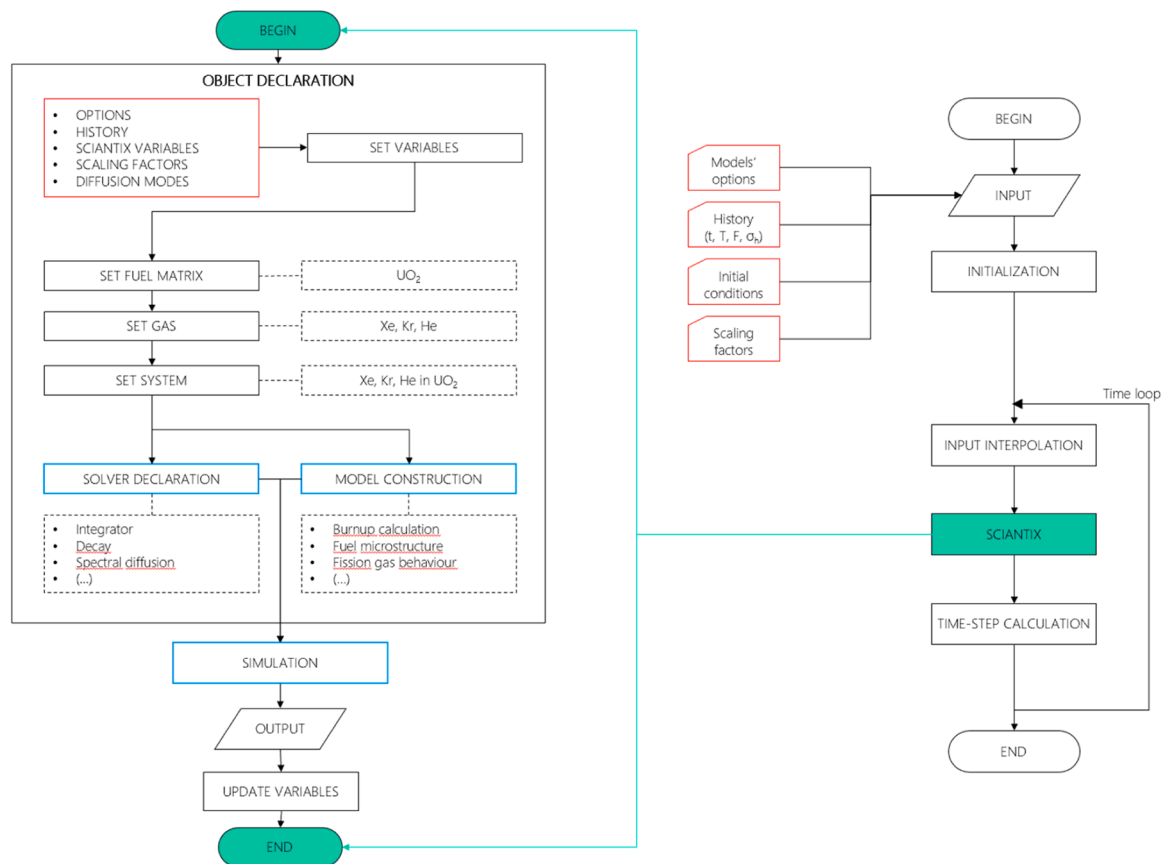 BEGIN
OBJECT DECLARATION
• OPTIONS
• HISTORY
• SCIANTIX VARIABLES
• SCALING FACTORS
• DIFFUSION MODES
SET VARIABLES
SET FUEL MATRIX
UO₂
SET GAS
Xe, Kr, He
SET SYSTEM
Xe, Kr, He in UO₂
SOLVER DECLARATION
MODEL CONSTRUCTION
• Integrator
• Decay
• Spectral diffusion
• (...)
• Burnup calculation
• Fuel microstructure
• Fission gas behaviour
• (...)
SIMULATION
OUTPUT
UPDATE VARIABLES
END
BEGIN
Models'
options
History
(t, T, F, σₕ)
Initial
conditions
Scaling
factors
INPUT
INITIALIZATION
Time loop
INPUT INTERPOLATION
SCIANTIX
TIME-STEP CALCULATION
END